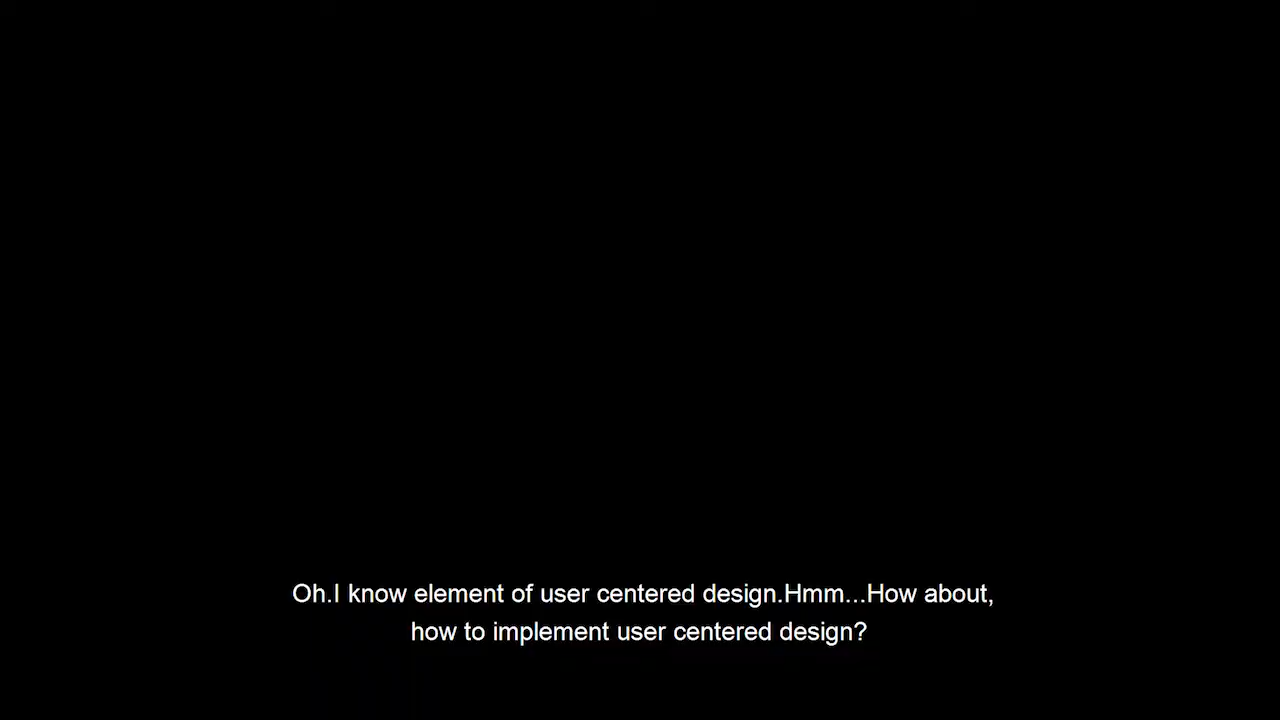 Oh.I know element of user centered design.Hmm...How about,
how to implement user centered design?